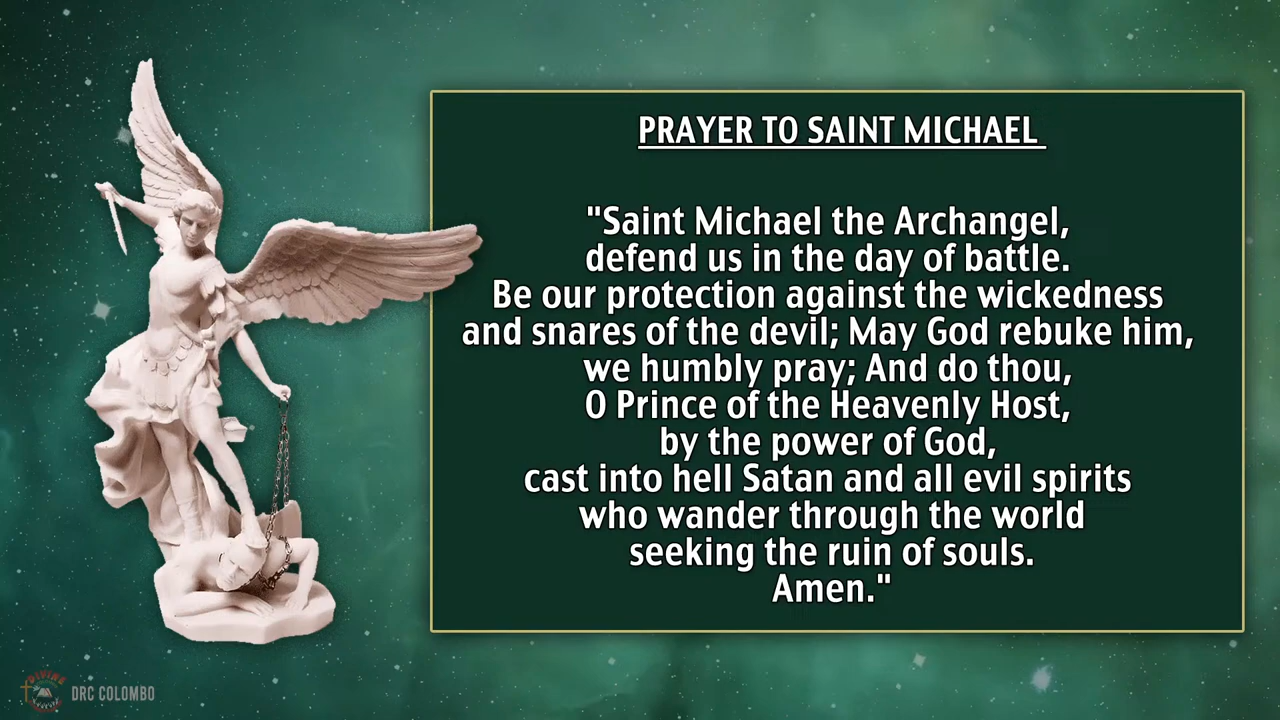 PRAYER TO SAINT MICHAEL
"Saint Michael the Archangel,
defend us in the day of battle.
Be our protection against the wickedness
and snares of the devil; May God rebuke him,
we humbly pray; And do thou,
O Prince of the Heavenly Host,
by the power of God,
cast into hell Satan and all evil spirits
who wander through the world
seeking the ruin of souls.
Amen."
DIVINE
DRC COLOMBO